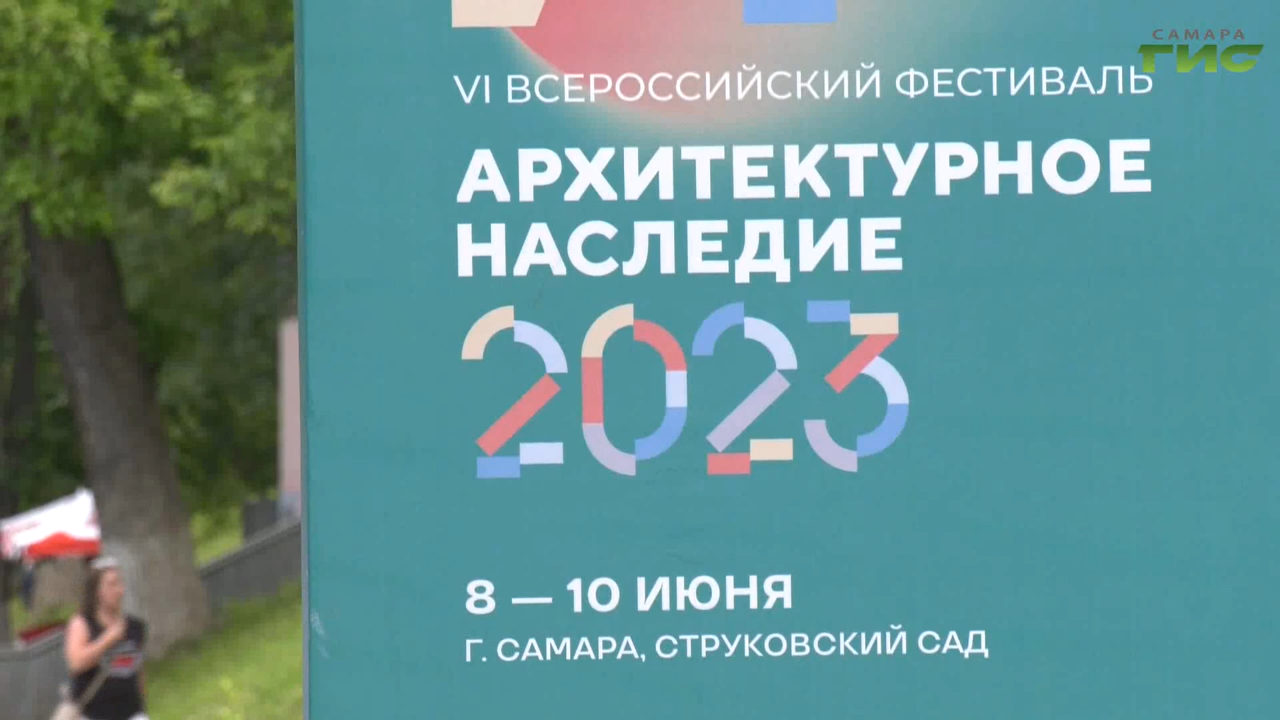 САМАРА
ГИС
VI ВСЕРОССИЙСКИЙ ФЕСТИВАЛЬ
АРХИТЕКТУРНОЕ
НАСЛЕДИЕ
2023
8 — 10 ИЮНЯ
Г. САМАРА, СТРУКОВСКИЙ САД